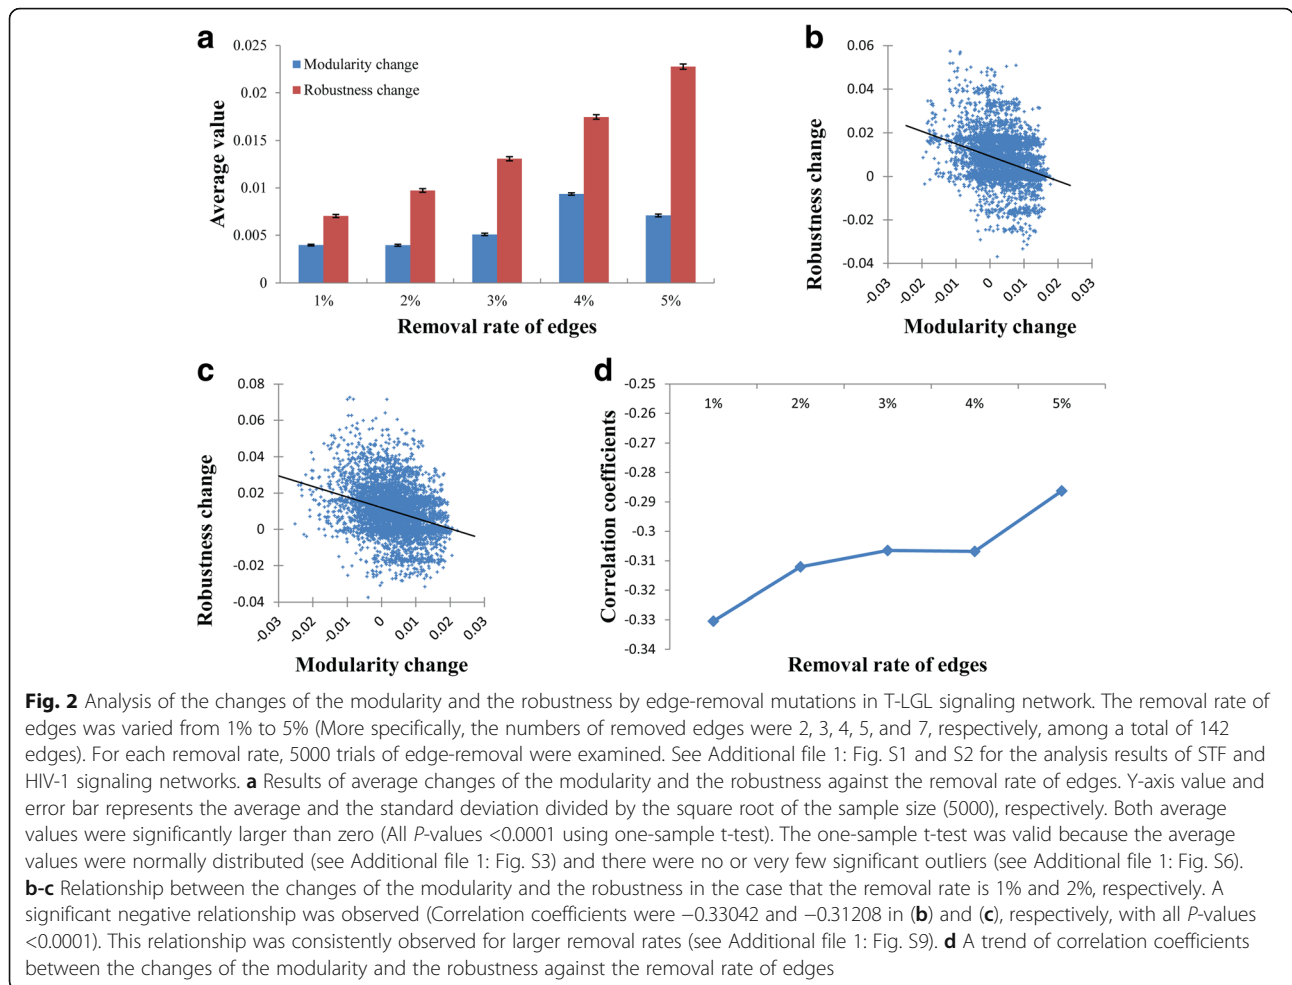 a
0.025
0.02
0.015
0.01
0.005
0
Average value
Modularity change
Robustness change
1% 2% 3% 4% 5%
Removal rate of edges
b
0.06
0.04
0.02
0
-0.02
-0.04
Robustness change
-0.03 -0.02 -0.01 0 0.01 0.02 0.03
Modularity change
c
0.08
0.06
0.04
0.02
0
-0.02
-0.04
Robustness change
-0.03 -0.02 -0.01 0 0.01 0.02 0.03
Modularity change
d
-0.25
-0.26
-0.27
-0.28
-0.29
-0.3
-0.31
-0.32
-0.33
-0.34
Correlation coefficients
1% 2% 3% 4% 5%
Removal rate of edges
Fig. 2 Analysis of the changes of the modularity and the robustness by edge-removal mutations in T-LGL signaling network. The removal rate of
edges was varied from 1% to 5% (More specifically, the numbers of removed edges were 2, 3, 4, 5, and 7, respectively, among a total of 142
edges). For each removal rate, 5000 trials of edge-removal were examined. See Additional file 1: Fig. S1 and S2 for the analysis results of STF and
HIV-1 signaling networks. a Results of average changes of the modularity and the robustness against the removal rate of edges. Y-axis value and
error bar represents the average and the standard deviation divided by the square root of the sample size (5000), respectively. Both average
values were significantly larger than zero (All P-values <0.0001 using one-sample t-test). The one-sample t-test was valid because the average
values were normally distributed (see Additional file 1: Fig. S3) and there were no or very few significant outliers (see Additional file 1: Fig. S6).
b-c Relationship between the changes of the modularity and the robustness in the case that the removal rate is 1% and 2%, respectively. A
significant negative relationship was observed (Correlation coefficients were −0.33042 and −0.31208 in (b) and (c), respectively, with all P-values
<0.0001). This relationship was consistently observed for larger removal rates (see Additional file 1: Fig. S9). d A trend of correlation coefficients
between the changes of the modularity and the robustness against the removal rate of edges